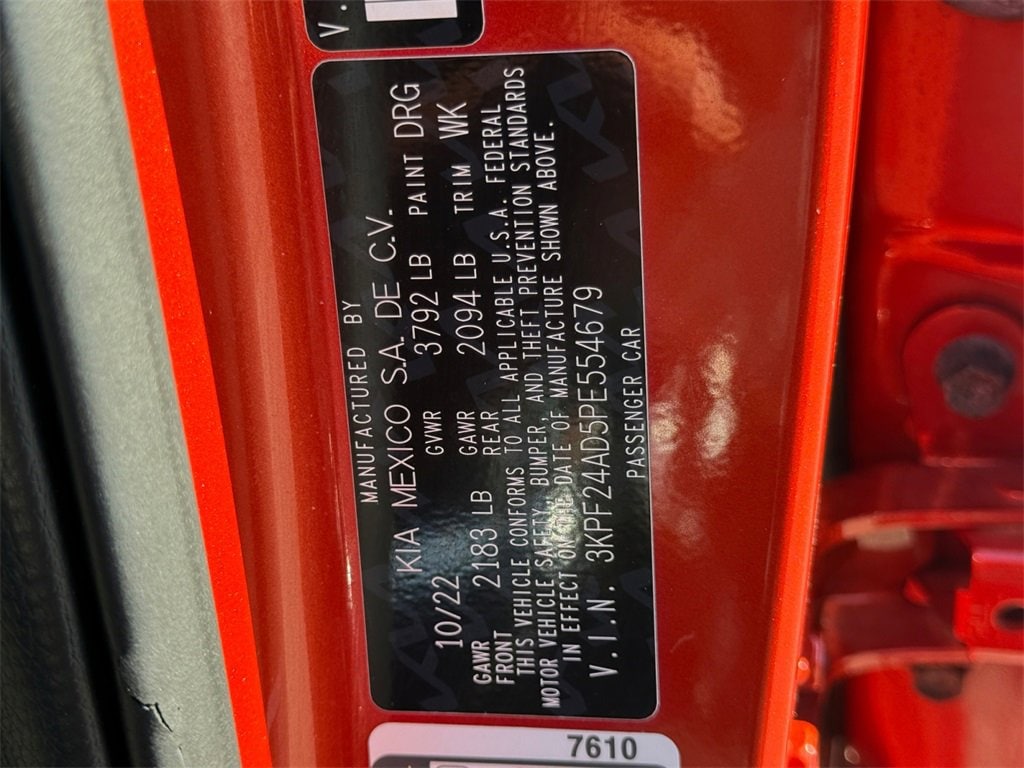 V.
MANUFACTURED BY
KIA MEXICO S.A. DE C.V.
10/22 GVWR 3792 LB PAINT DRG
GAWR FRONT 2183 LB GAWR REAR 2094 LB TRIM WK
THIS VEHICLE CONFORMS TO ALL APPLICABLE U.S.A. FEDERAL
MOTOR VEHICLE SAFETY, BUMPER, AND THEFT PREVENTION STANDARDS
IN EFFECT ON THE DATE OF MANUFACTURE SHOWN ABOVE.
V.I.N. 3KPF24AD5PE554679
PASSENGER CAR
7610